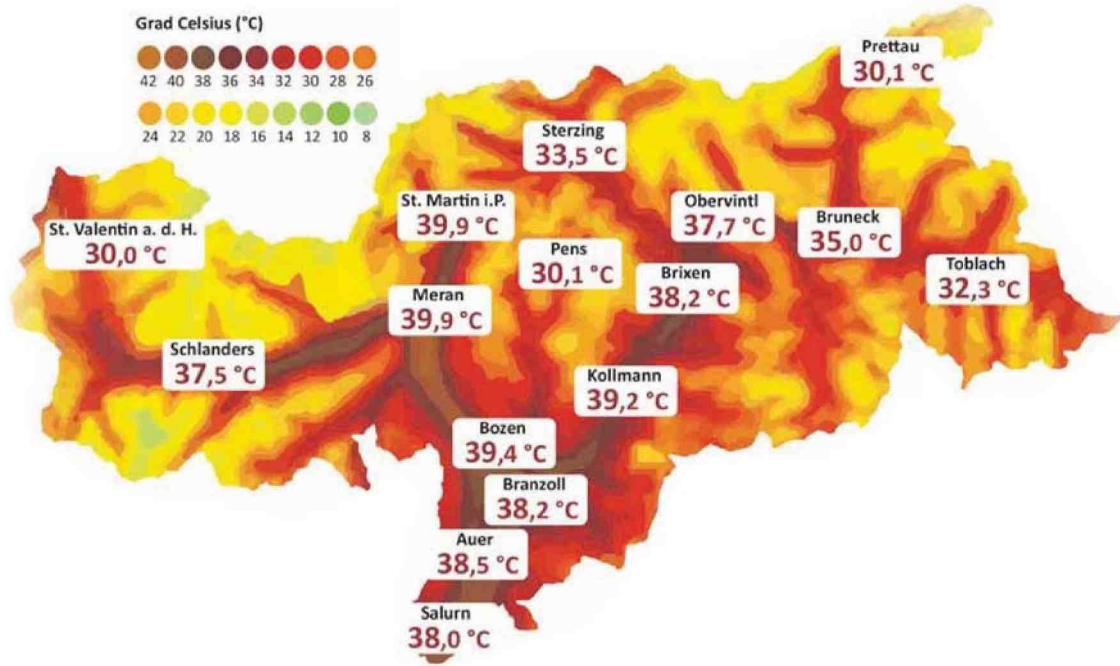 Grad Celsius (°C)
42 40 38 36 34 32 30 28 26
24 22 20 18 16 14 12 10 8
Prettau
30,1 °C
Sterzing
33,5 °C
St. Martin i.P.
39,9 °C
Obervintl
37,7 °C
Bruneck
35,0 °C
St. Valentin a. d. H.
30,0 °C
Pens
30,1 °C
Brixen
38,2 °C
Toblach
32,3 °C
Meran
39,9 °C
Schlanders
37,5 °C
Kollmann
39,2 °C
Bozen
39,4 °C
Branzoll
38,2 °C
Auer
38,5 °C
Salurn
38,0 °C